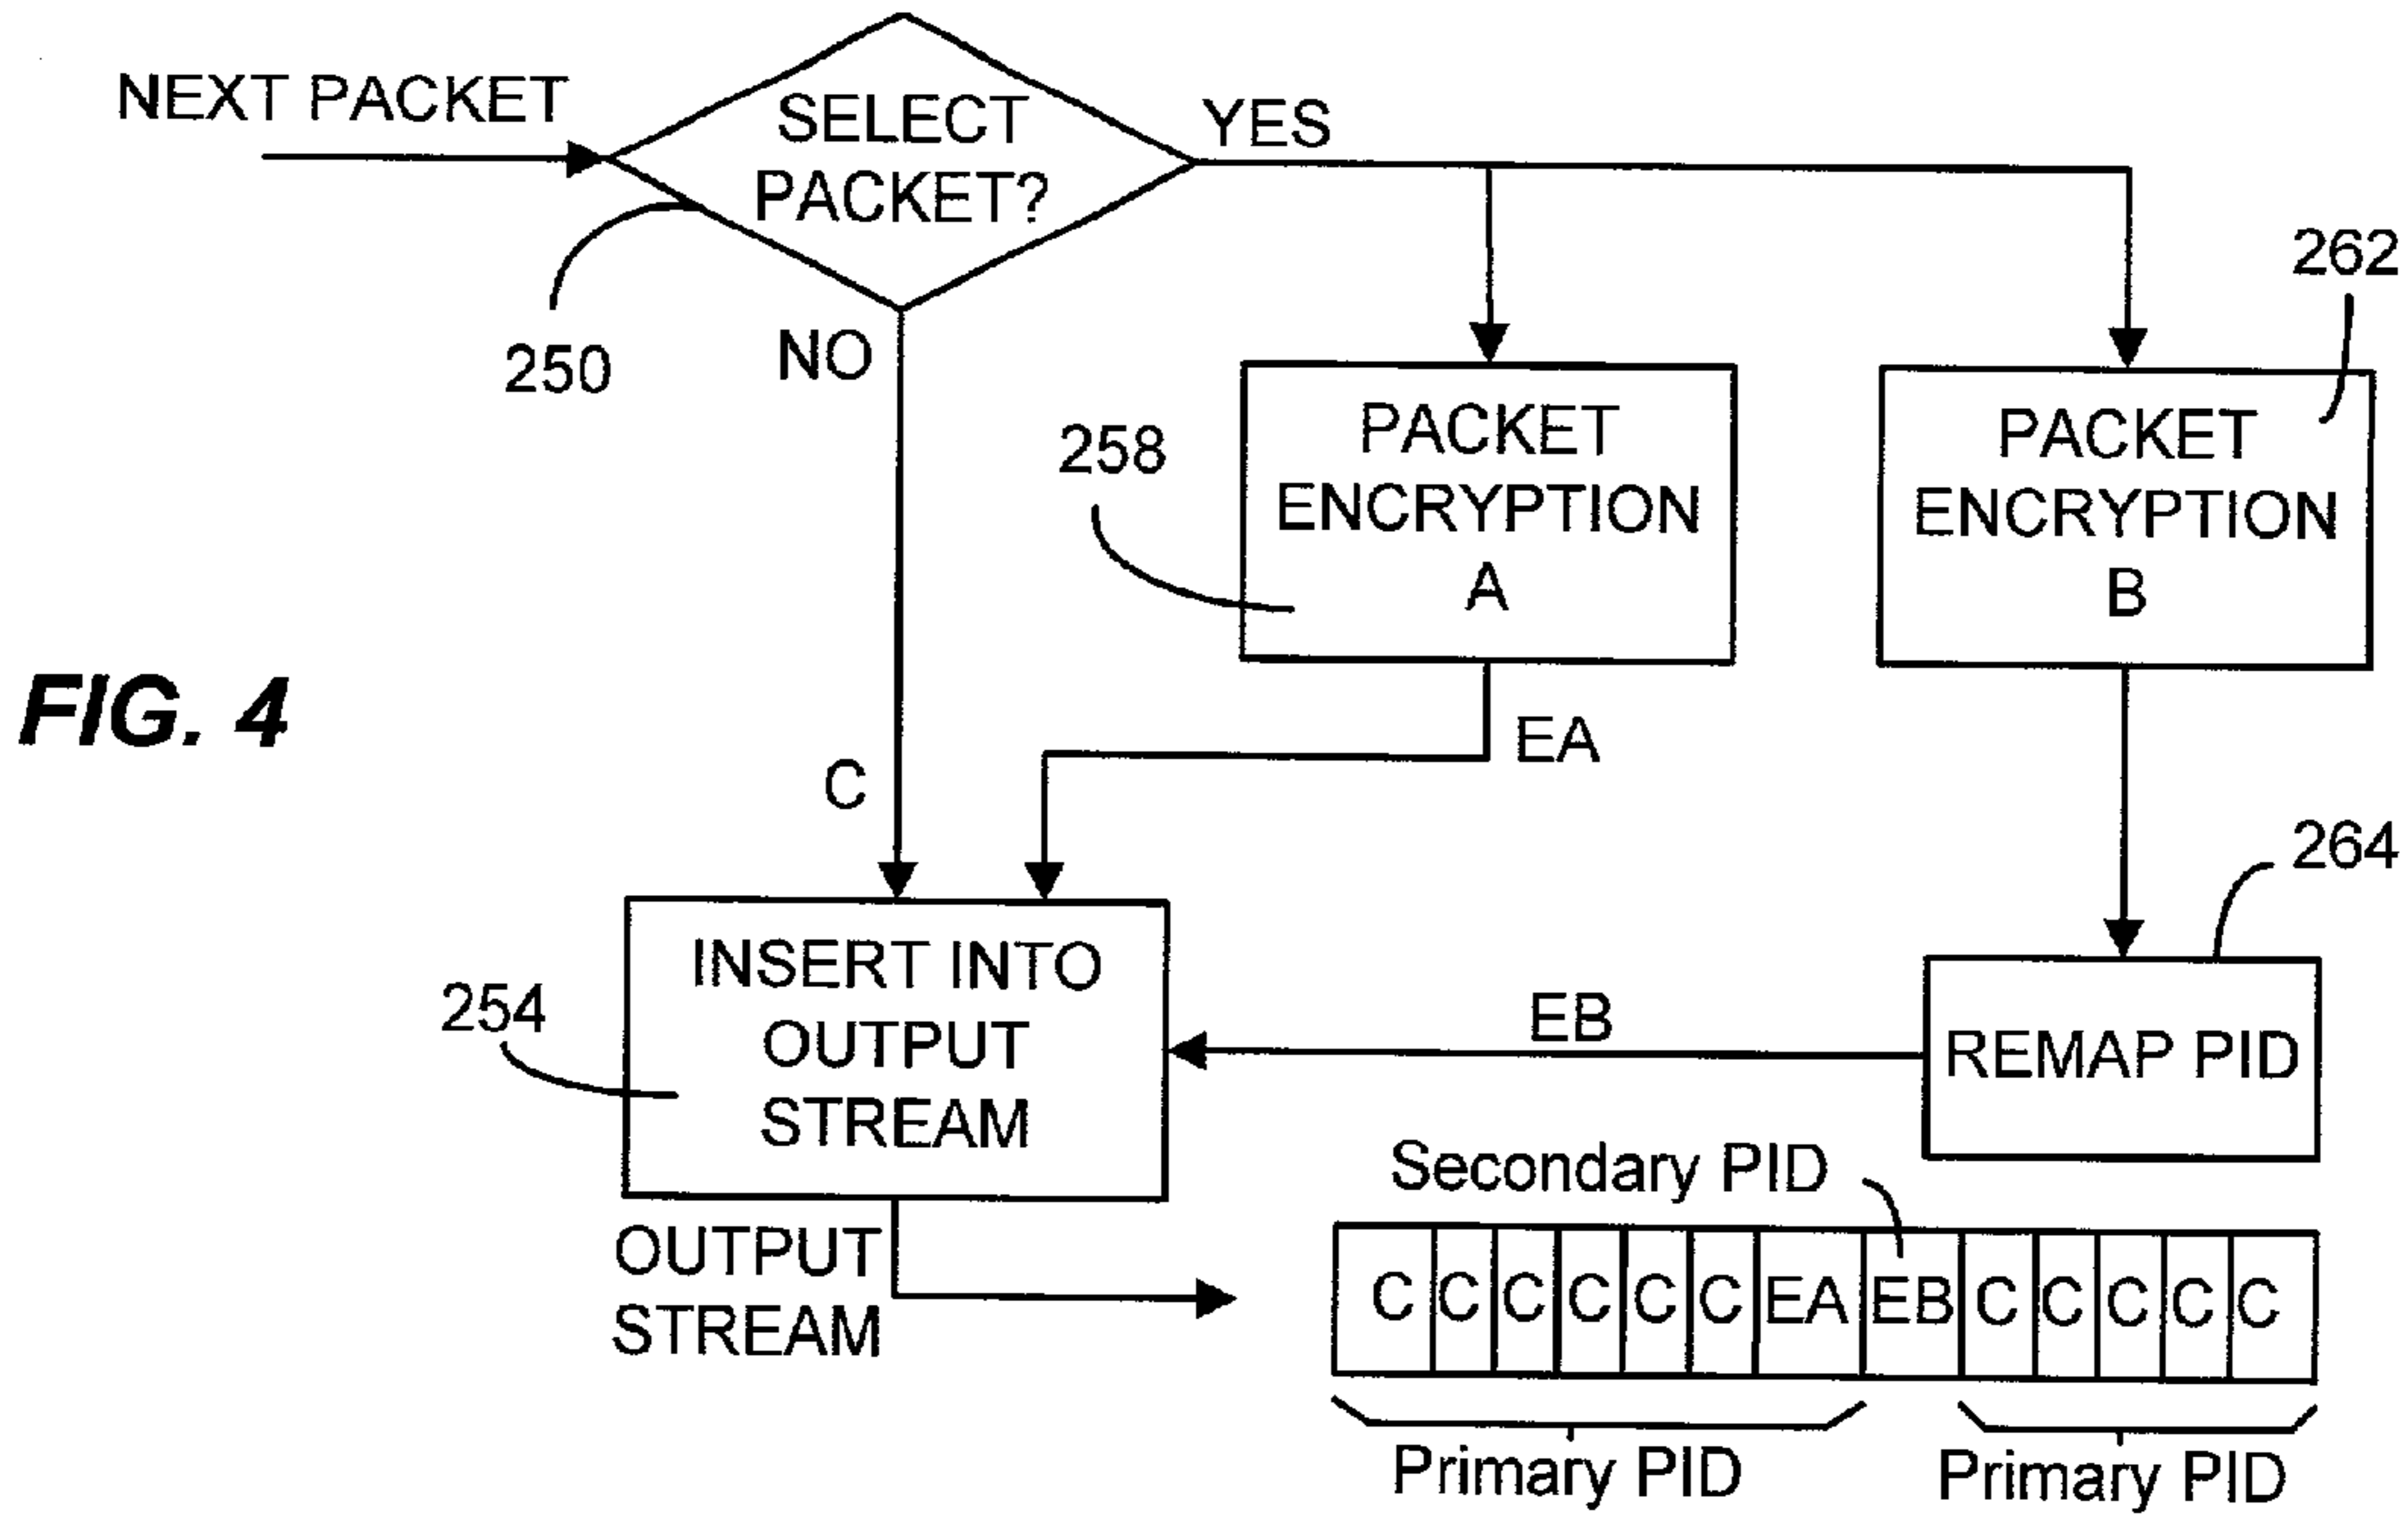 NEXT PACKET
SELECT
PACKET?
YES
250
NO
262
258
PACKET
ENCRYPTION
A
PACKET
ENCRYPTION
B
FIG. 4
C
EA
264
254
INSERT INTO
OUTPUT
STREAM
EB
REMAP PID
Secondary PID
OUTPUT
STREAM
C C C C C C EA EB C C C C C
Primary PID
Primary PID